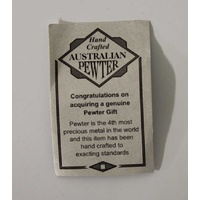 Hand
Crafted
AUSTRALIAN
PEWTER
Congratulations on
acquiring a genuine
Pewter Gift
Pewter is the 4th most
precious metal in the world
and this item has been
hand crafted to
exacting standards